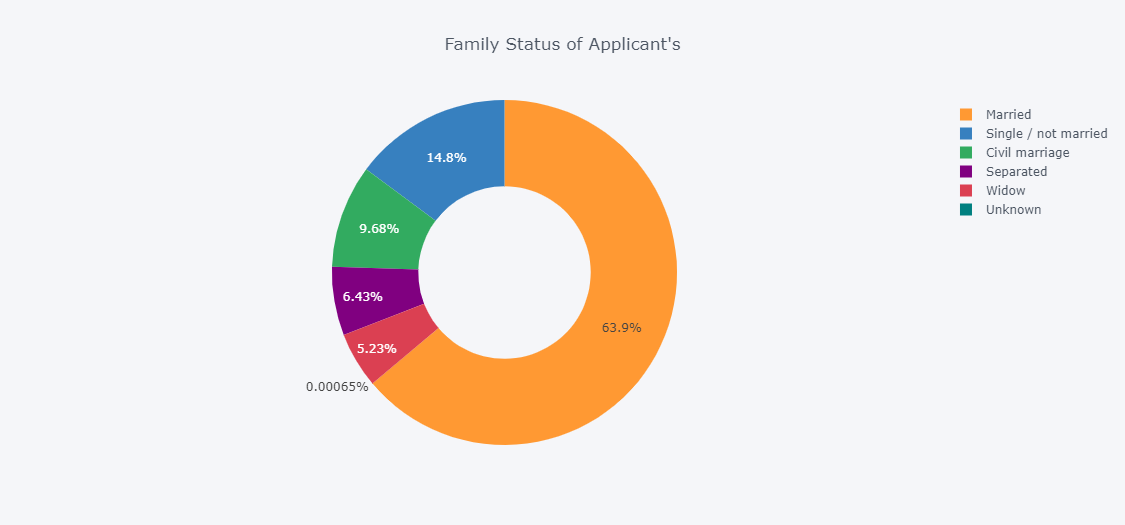 Family Status of Applicant's
Married
Single / not married
Civil marriage
Separated
Widow
Unknown
14.8%
9.68%
6.43%
5.23%
0.00065%
63.9%